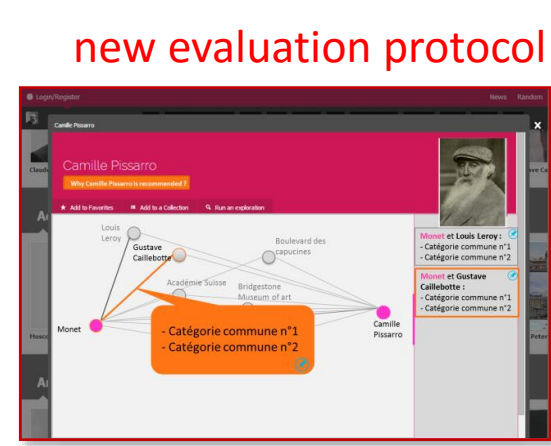 new evaluation protocol
Login/Register
News Random
Camille Pissarro
Camille Pissarro
Why Camille Pissarro is recommended ?
Add to Favorites Add to a Collection Run an exploration
Louis
Leroy
Gustave
Caillebotte
Boulevard des
capucines
Académie Suisse
Bridgestone
Museum of art
Monet
Camille
Pissarro
- Catégorie commune n°1
- Catégorie commune n°2
Monet et Louis Leroy :
- Catégorie commune n°1
- Catégorie commune n°2
Monet et Gustave
Caillebotte :
- Catégorie commune n°1
- Catégorie commune n°2